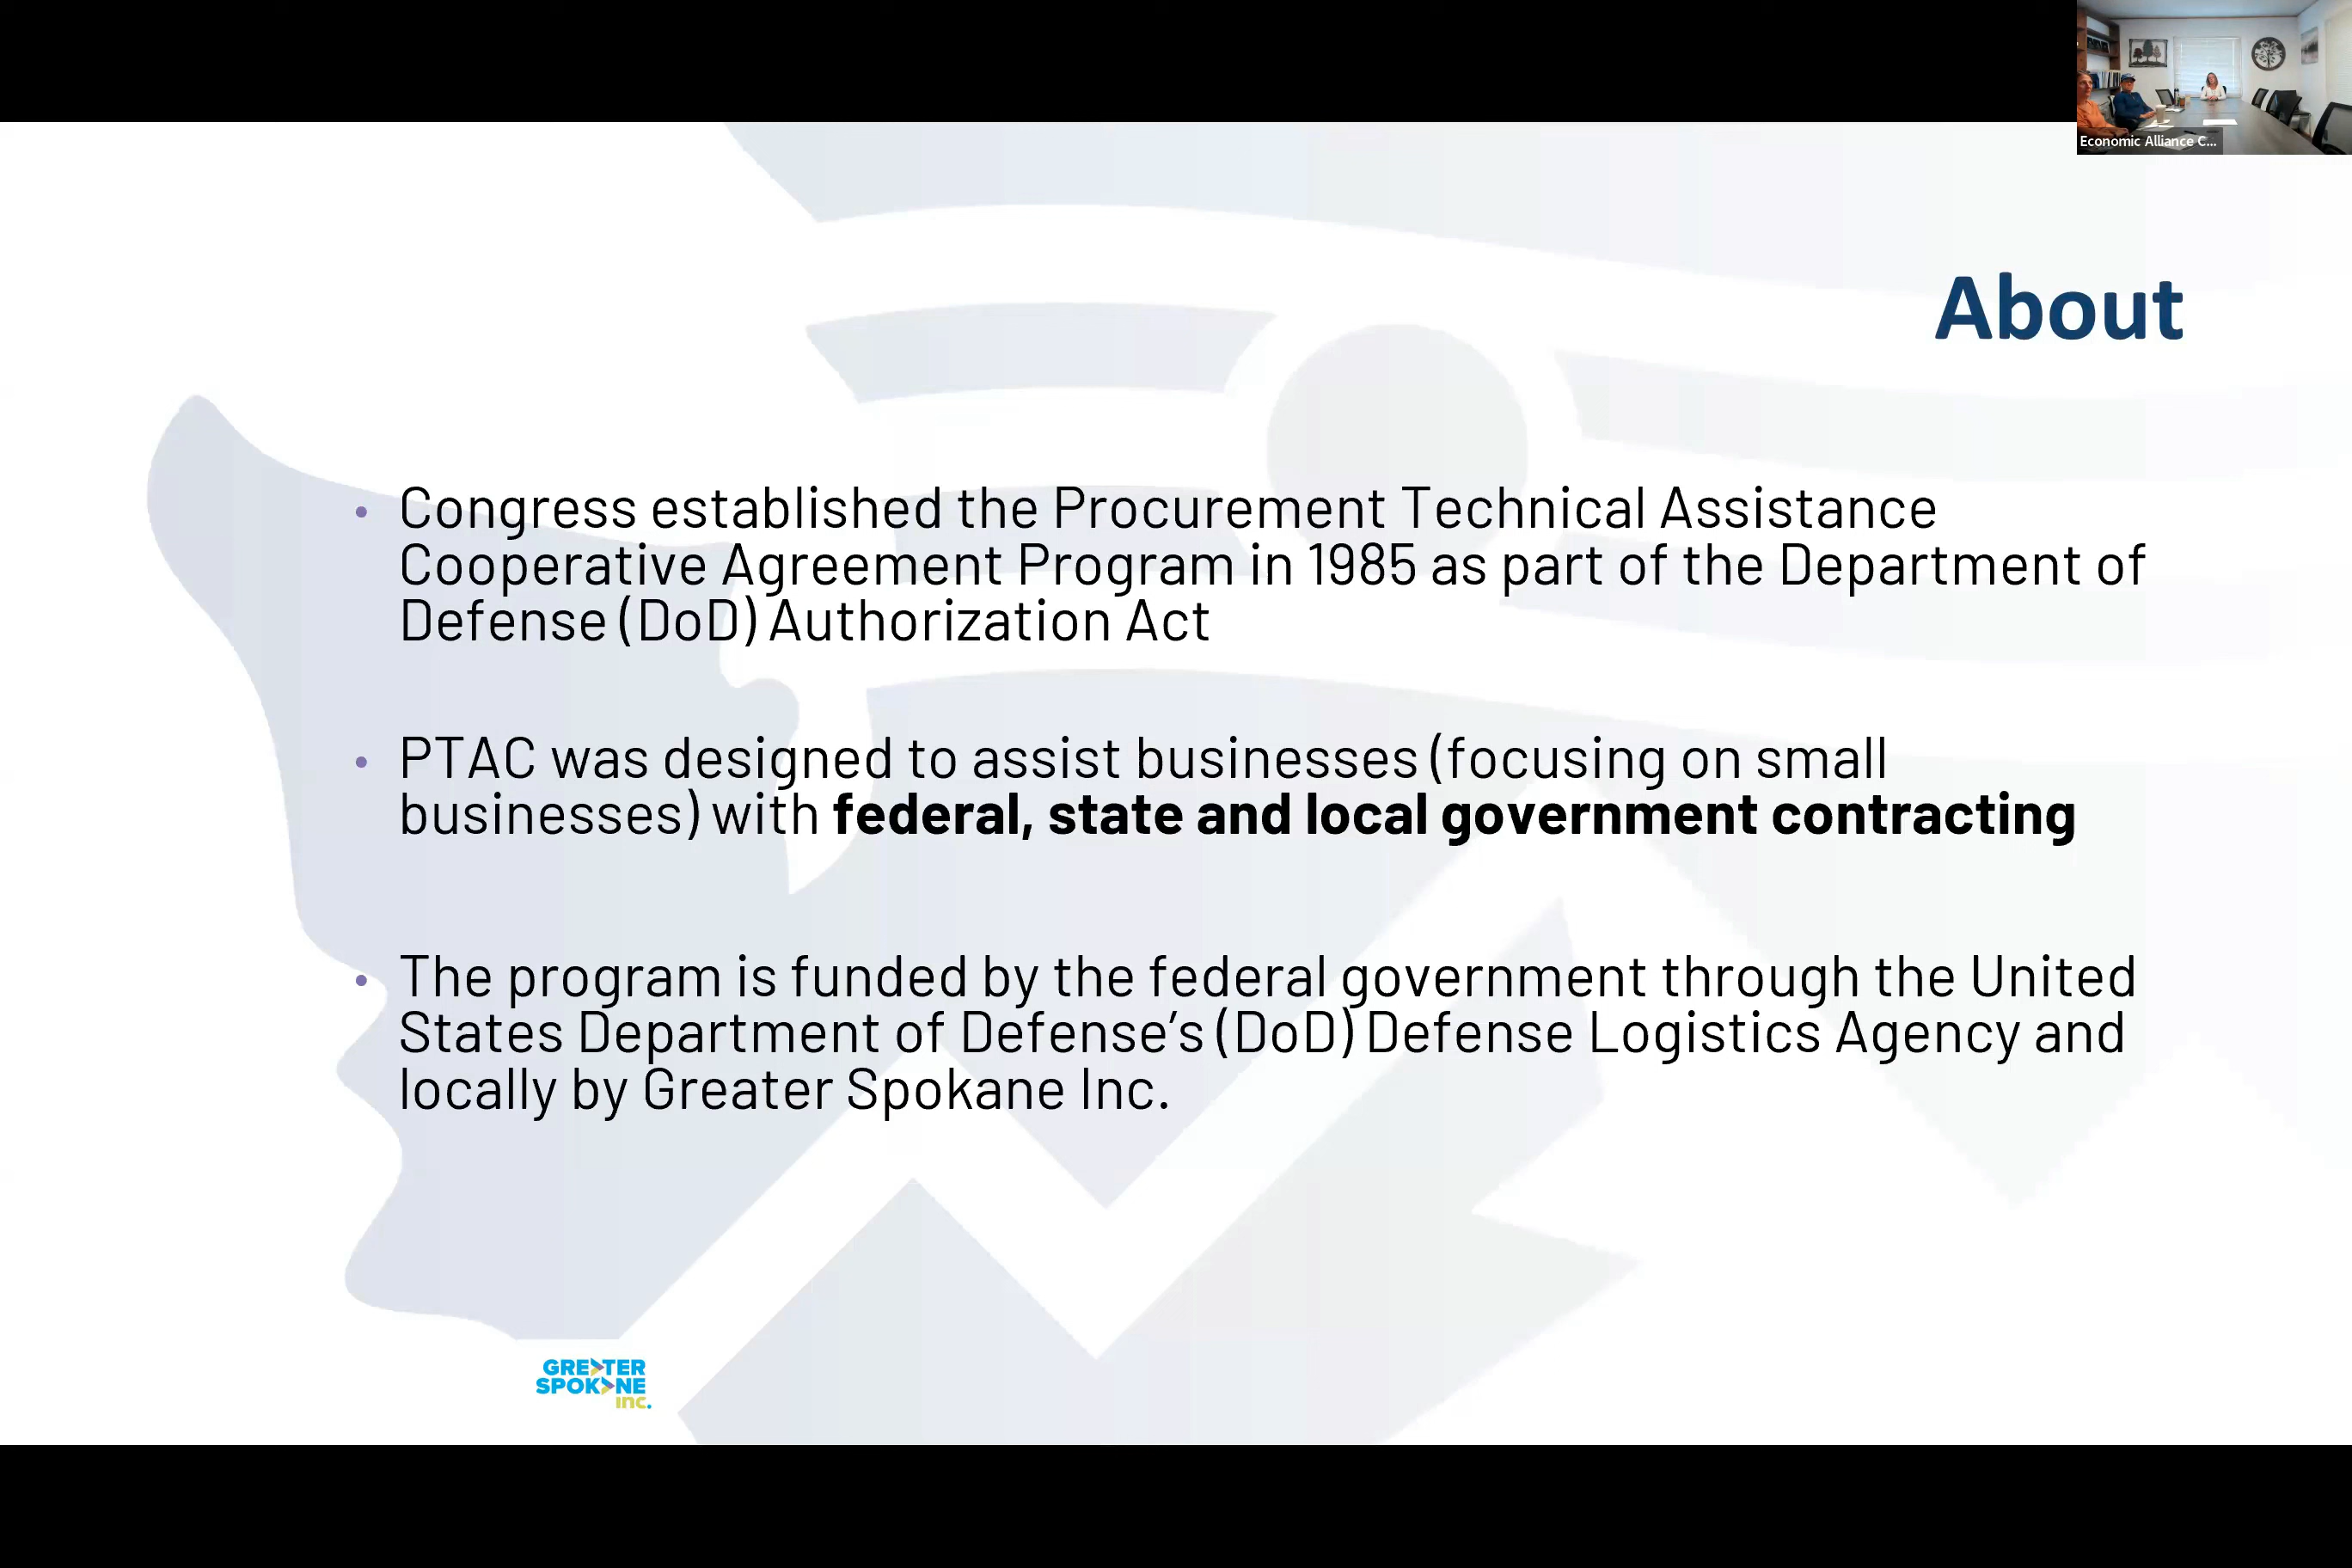 Economic Alliance C...
About
• Congress established the Procurement Technical Assistance
Cooperative Agreement Program in 1985 as part of the Department of
Defense (DoD) Authorization Act
• PTAC was designed to assist businesses (focusing on small
businesses) with federal, state and local government contracting
• The program is funded by the federal government through the United
States Department of Defense’s (DoD) Defense Logistics Agency and
locally by Greater Spokane Inc.
GREATER
SPOKANE
inc.